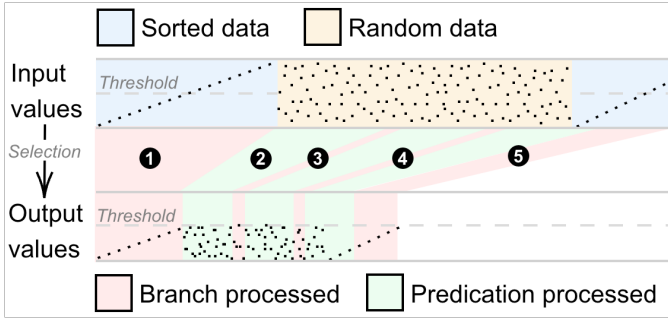 Sorted data Random data
Input
values
Threshold
Selection
1 2 3 4 5
Output
values
Threshold
Branch processed Predication processed